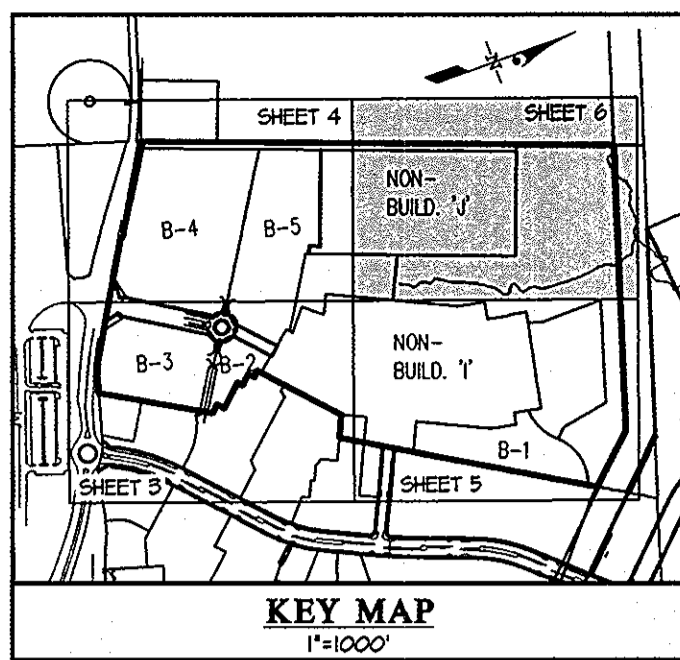 N
SHEET 4
SHEET 6
NON-
BUILD. 'J'
B-4
B-5
B-3
B-2
NON-
BUILD. 'I'
B-1
SHEET 3
SHEET 5
KEY MAP
1"=1000'